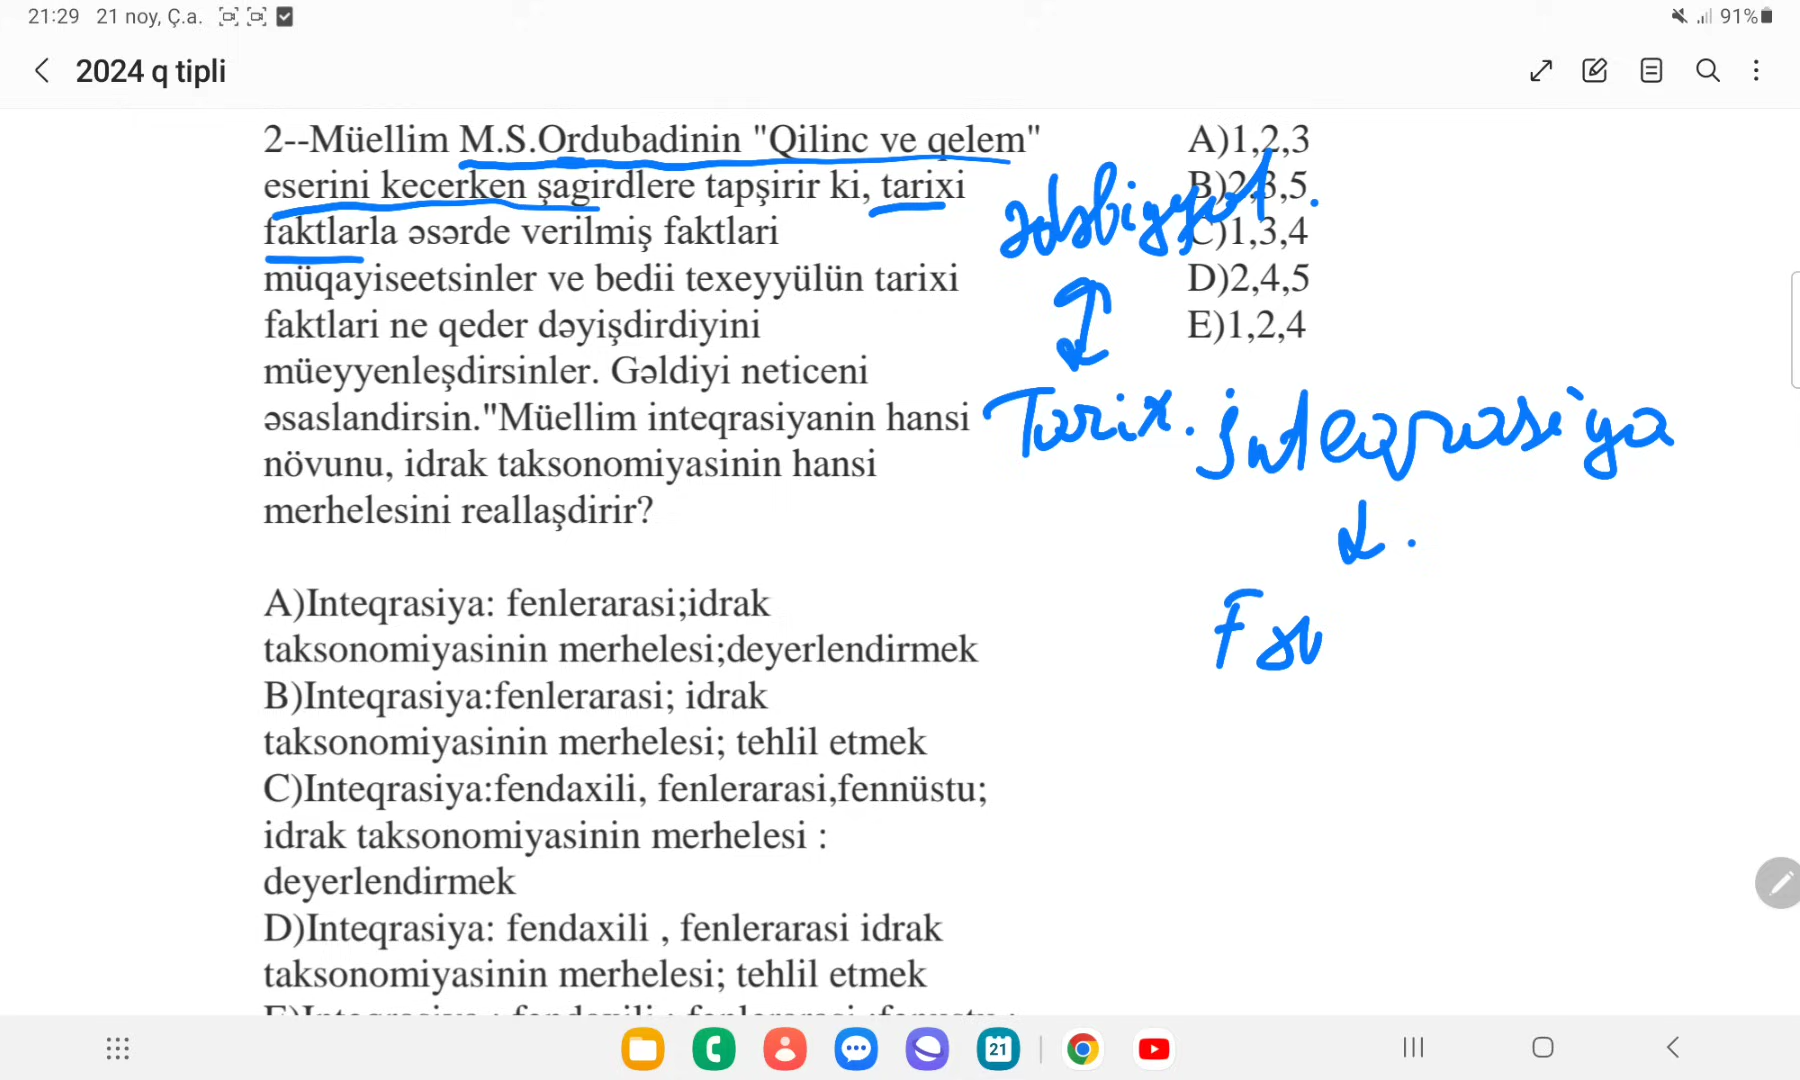 21:29 21 noy, Ç.a. 91%
2024 q tipli
2--Müellim M.S.Ordubadinin "Qilinc ve qelem"
eserini kecerken şagirdlere tapşirir ki, tarixi
faktlarla əsərde verilmiş faktlari
müqayiseetsinler ve bedii texeyyülün tarixi
faktlari ne qeder dəyişdirdiyini
müeyyenleşdirsinler. Gəldiyi neticeni
əsaslandirsin."Müellim inteqrasiyanin hansi
növunu, idrak taksonomiyasinin hansi
merhelesini reallaşdirir?
A)Inteqrasiya: fenlerarasi;idrak
taksonomiyasinin merhelesi;deyerlendirmek
B)Inteqrasiya:fenlerarasi; idrak
taksonomiyasinin merhelesi; tehlil etmek
C)Inteqrasiya:fendaxili, fenlerarasi,fennüstu;
idrak taksonomiyasinin merhelesi :
deyerlendirmek
D)Inteqrasiya: fendaxili , fenlerarasi idrak
taksonomiyasinin merhelesi; tehlil etmek
A)1,2,3
B)2,3,5
C)1,3,4
D)2,4,5
E)1,2,4
ədəbiyyat.
Tarix. İnteqrasiya
Fən
21